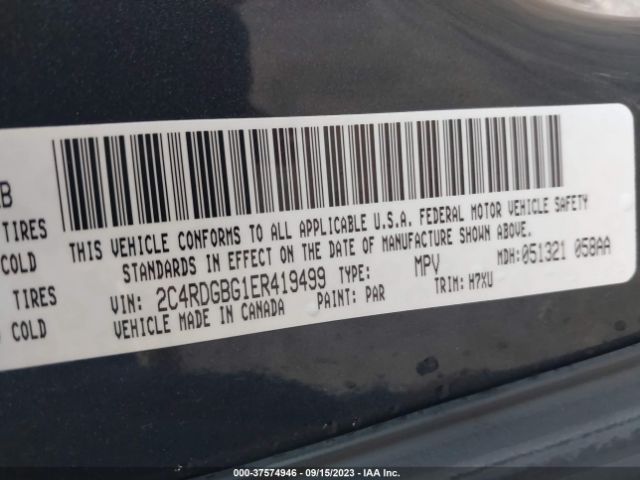 B
TIRES
COLD
TIRES
COLD
THIS VEHICLE CONFORMS TO ALL APPLICABLE U.S.A. FEDERAL MOTOR VEHICLE SAFETY
STANDARDS IN EFFECT ON THE DATE OF MANUFACTURE SHOWN ABOVE.
VIN: 2C4RDGBG1ER419499 TYPE: MPV MDH:051321 058AA
VEHICLE MADE IN CANADA PAINT: PAR TRIM: H7XU
000-37574946 - 09/15/2023 - IAA Inc.